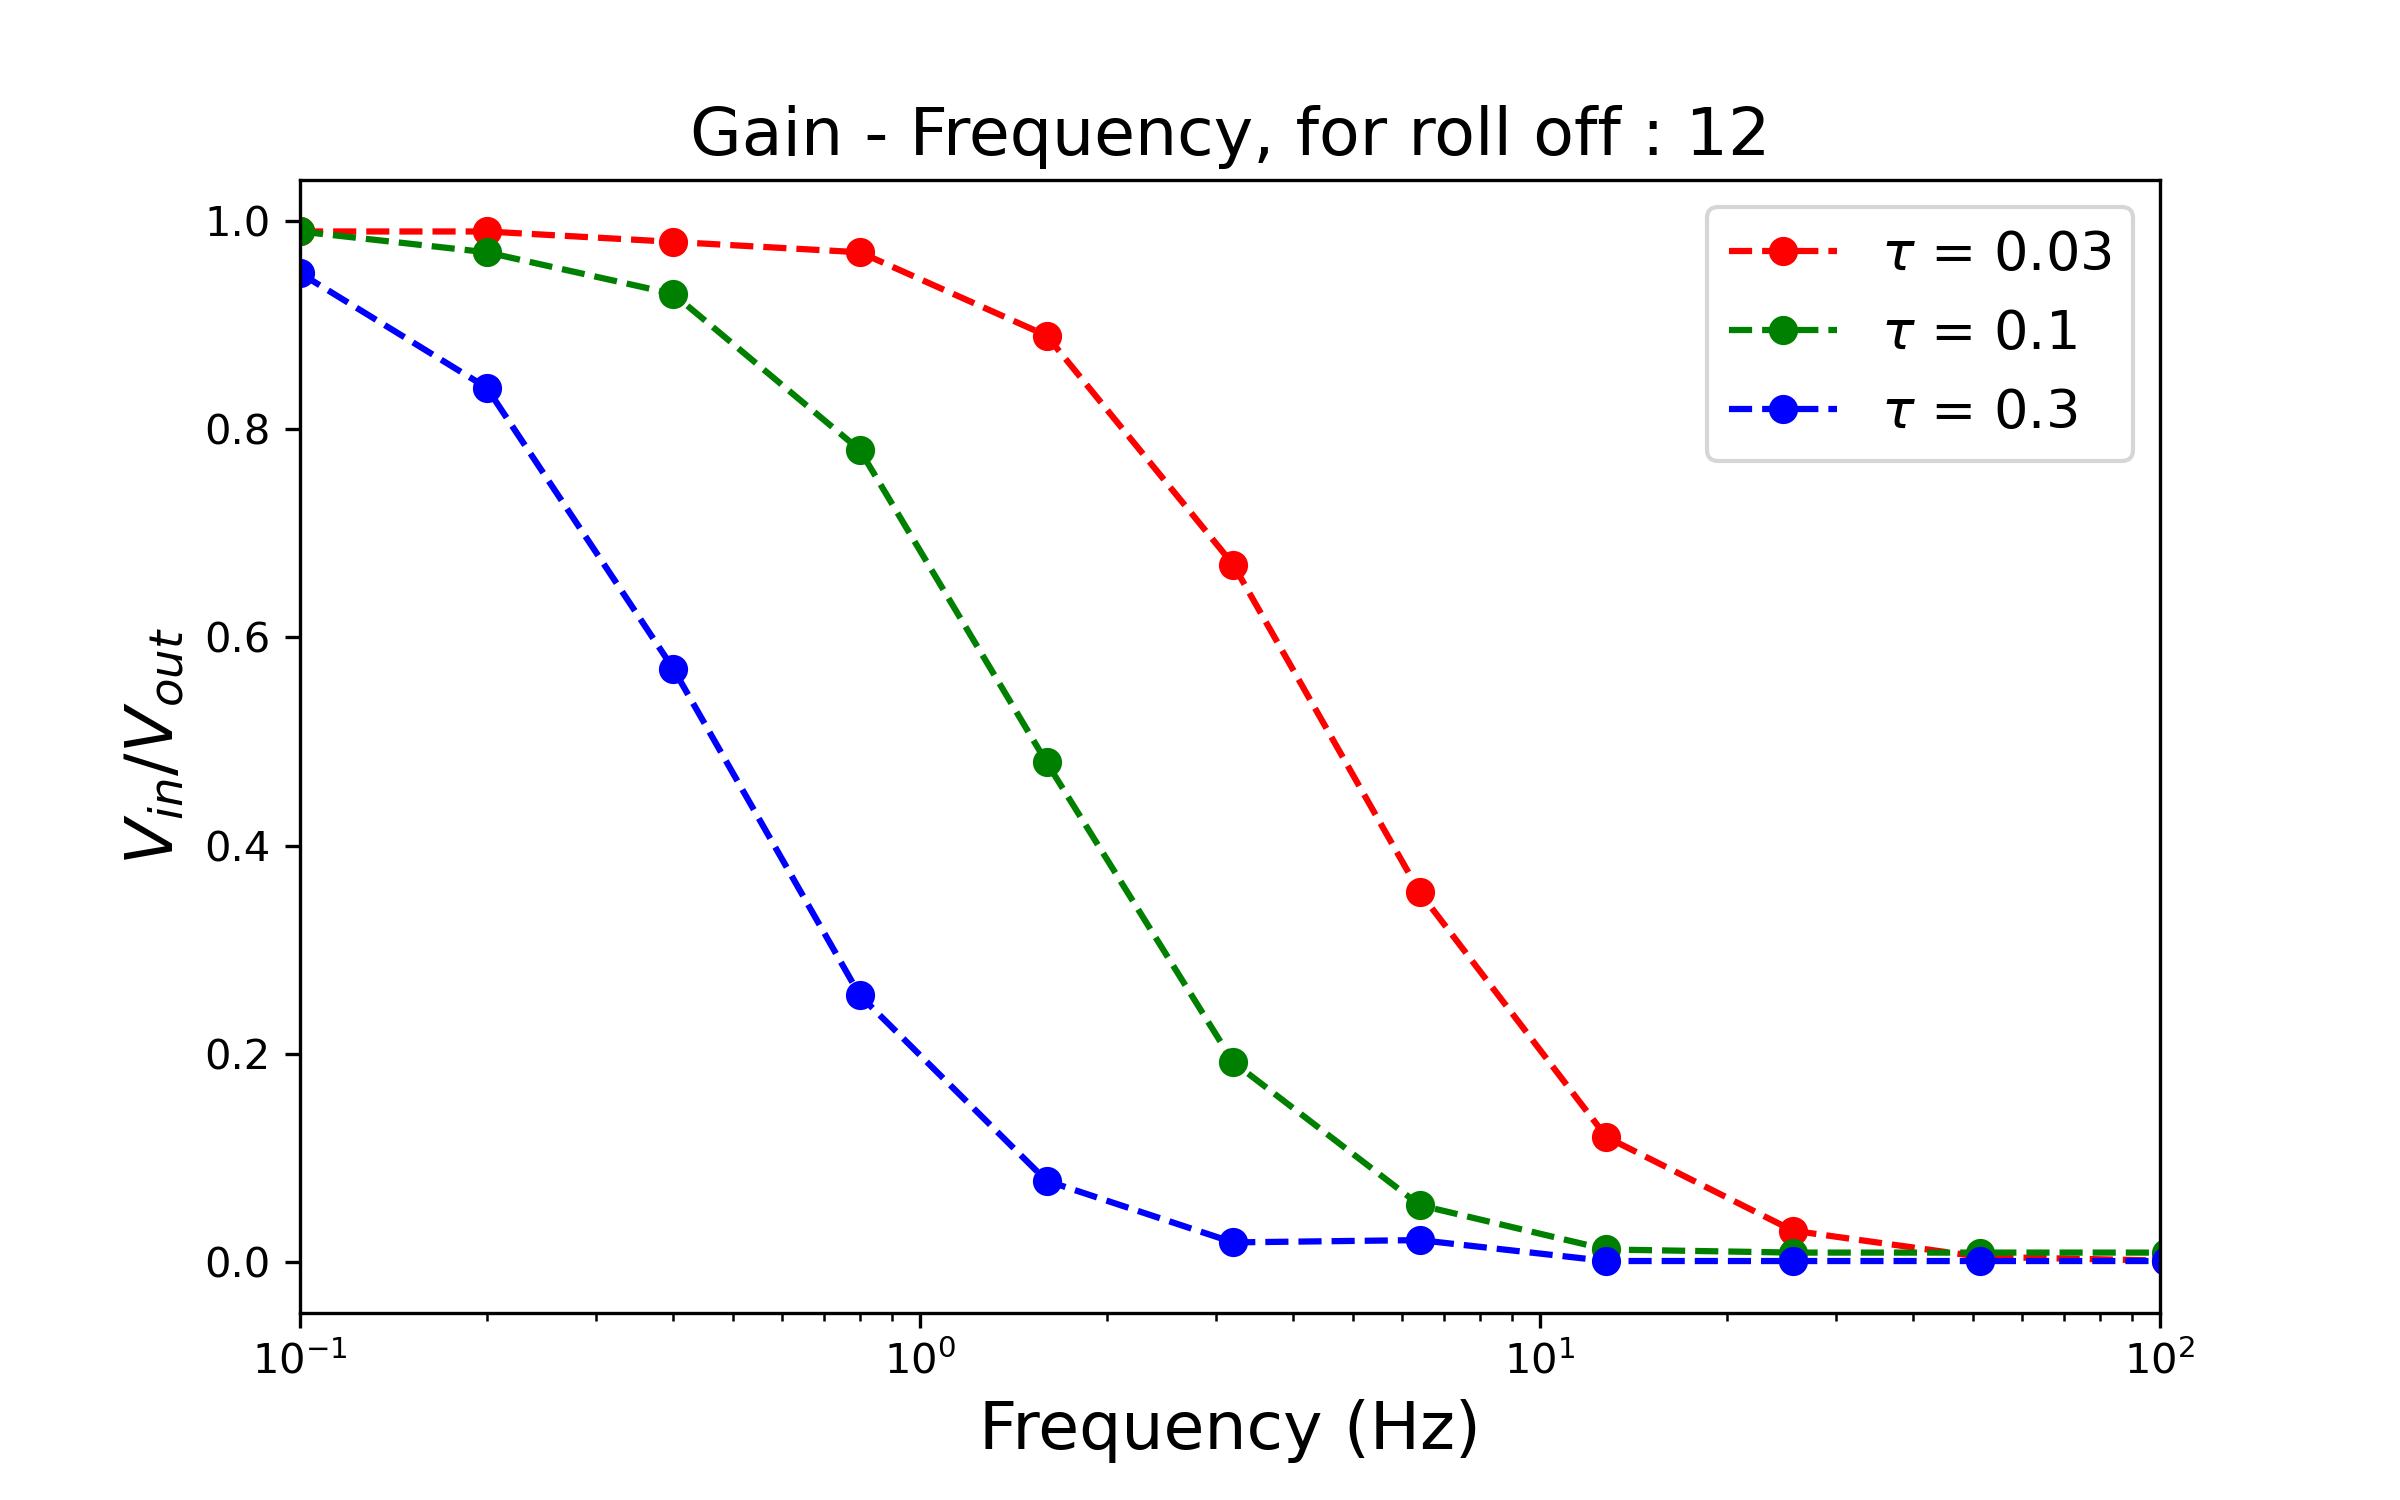 Gain - Frequency, for roll off : 12
τ = 0.03
τ = 0.1
τ = 0.3
V_in/V_out
1.0
0.8
0.6
0.4
0.2
0.0
10⁻¹ 10⁰ 10¹ 10²
Frequency (Hz)